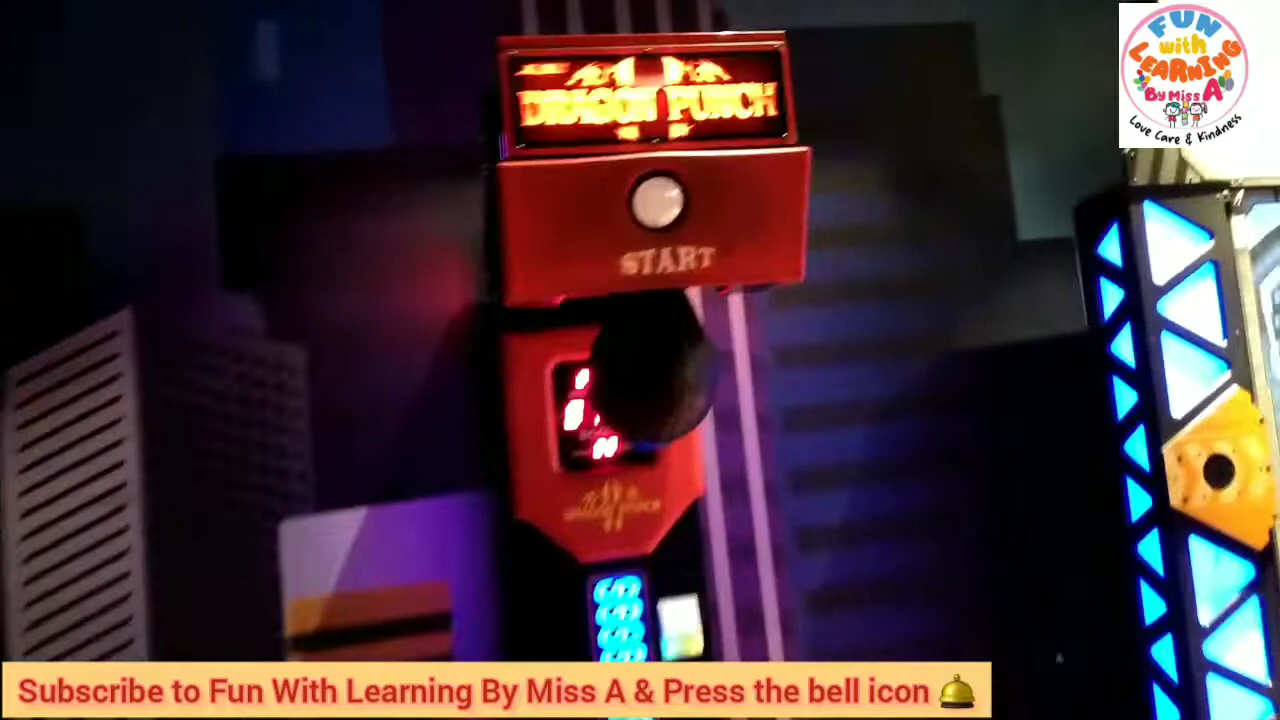 DRAGON PUNCH
START
FUN
with
LEARNING
By Miss A
Love Care & Kindness
Subscribe to Fun With Learning By Miss A & Press the bell icon